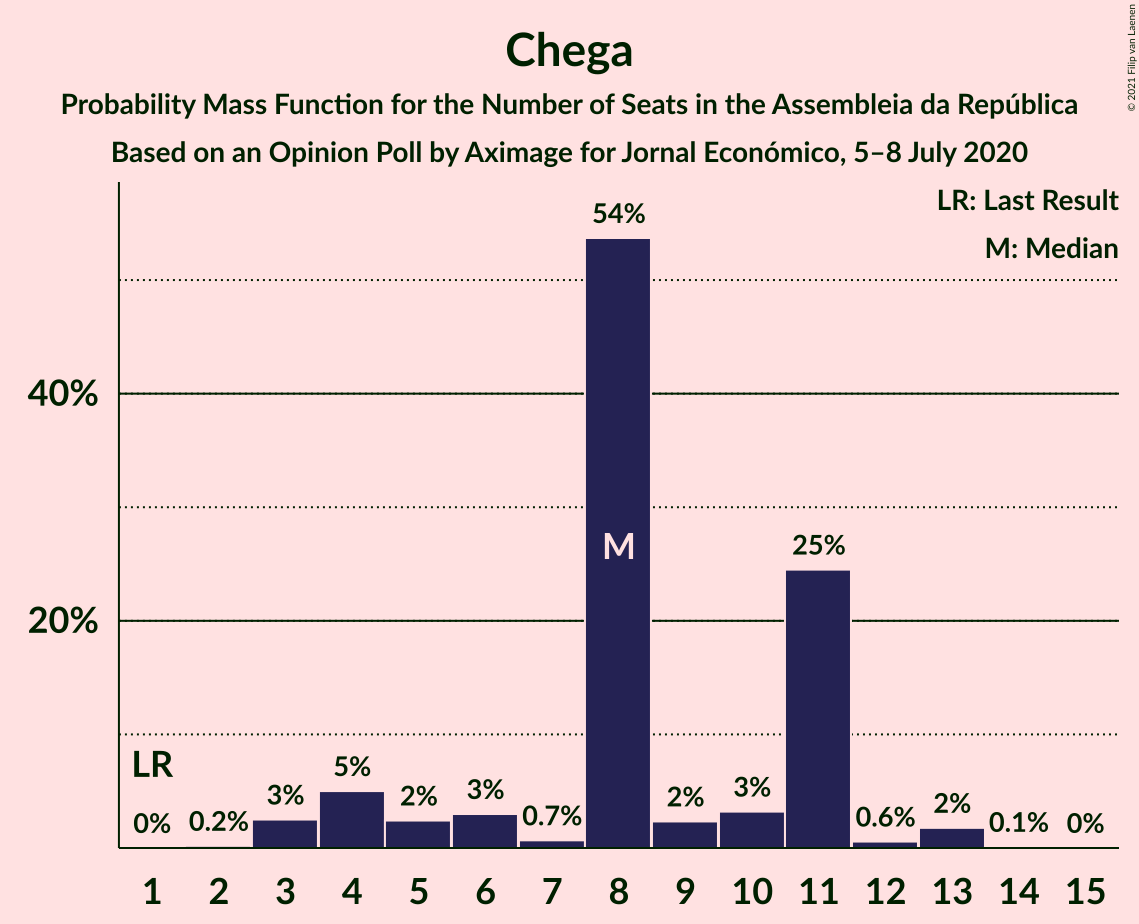 Chega
Probability Mass Function for the Number of Seats in the Assembleia da República
Based on an Opinion Poll by Aximage for Jornal Económico, 5–8 July 2020
© 2021 Filip van Laenen
LR: Last Result
M: Median
54%
40%
M
25%
20%
LR
0%
0.2%
3%
5%
2%
3%
0.7%
2%
3%
0.6%
2%
0.1%
0%
1 2 3 4 5 6 7 8 9 10 11 12 13 14 15